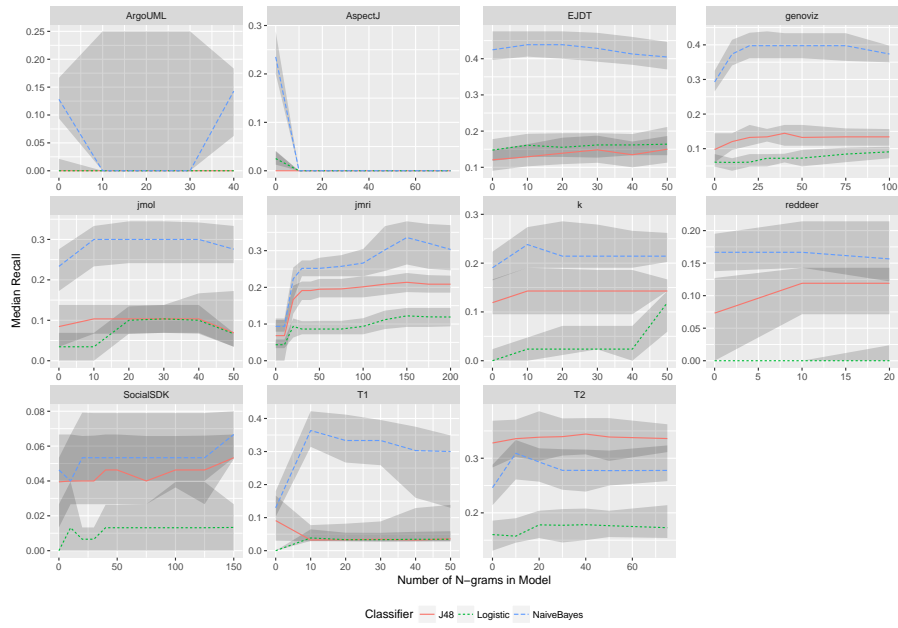 ArgoUML
AspectJ
EJDT
genoviz
0.25
0.20
0.15
0.10
0.05
0.00
0 10 20 30 40
0.3
0.2
0.1
0.0
0 20 40 60
0.4
0.3
0.2
0.1
0 10 20 30 40 50
0.4
0.3
0.2
0.1
0 25 50 75 100
jmol
jmri
k
reddeer
0.3
0.2
0.1
0.0
0 10 20 30 40 50
0.3
0.2
0.1
0.0
0 50 100 150 200
0.3
0.2
0.1
0.0
0 10 20 30 40 50
0.20
0.15
0.10
0.05
0.00
0 5 10 15 20
SocialSDK
T1
T2
0.08
0.06
0.04
0.02
0.00
0 50 100 150
0.4
0.3
0.2
0.1
0.0
0 10 20 30 40 50
0.4
0.3
0.2
0 20 40 60
Median Recall
Number of N−grams in Model
Classifier J48 Logistic NaiveBayes